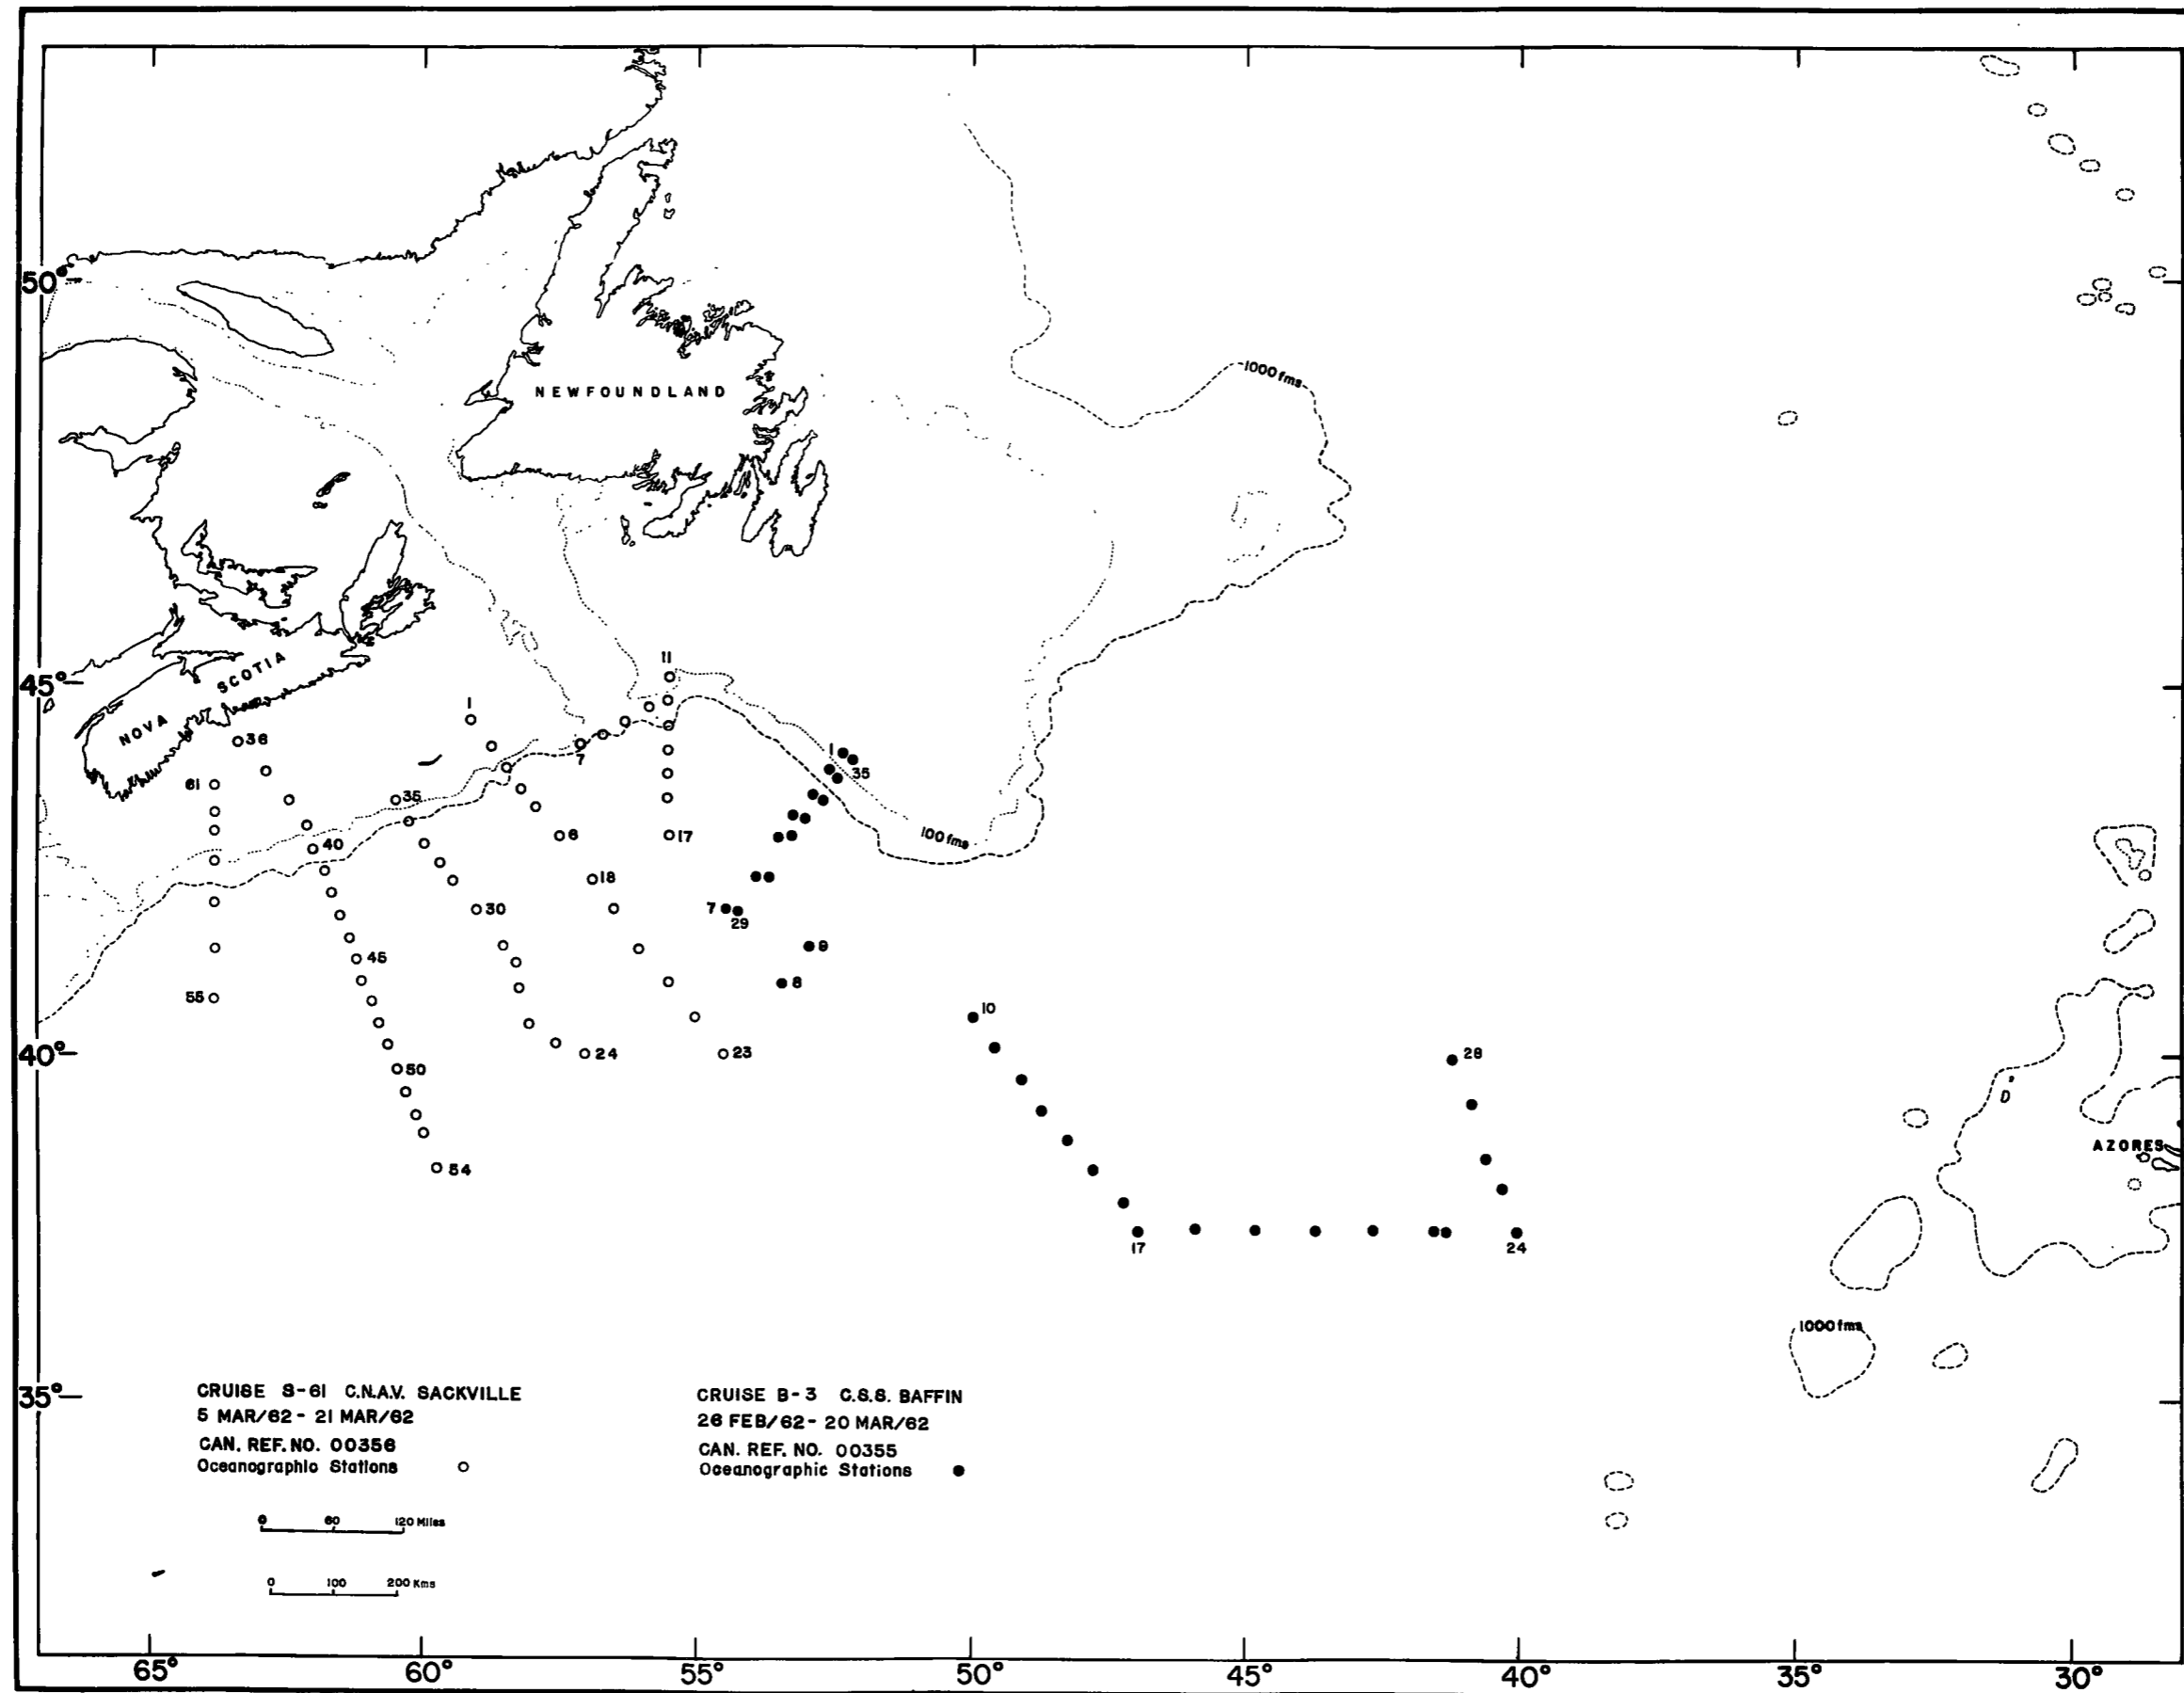 50°
NEWFOUNDLAND
1000 fms
45°
NOVA SCOTIA
11
1
36
7
1
35
61
35
40
6
17
100 fms
18
30
7
29
45
9
55
8
10
40°
24
23
28
50
AZORES
54
17
24
1000 fms
35°
CRUISE S-61 C.N.A.V. SACKVILLE
5 MAR/62 - 21 MAR/62
CAN. REF. NO. 00356
Oceanographic Stations
CRUISE B-3 C.S.S. BAFFIN
26 FEB/62 - 20 MAR/62
CAN. REF. NO. 00355
Oceanographic Stations
0 60 120 Miles
0 100 200 Kms
65° 60° 55° 50° 45° 40° 35° 30°